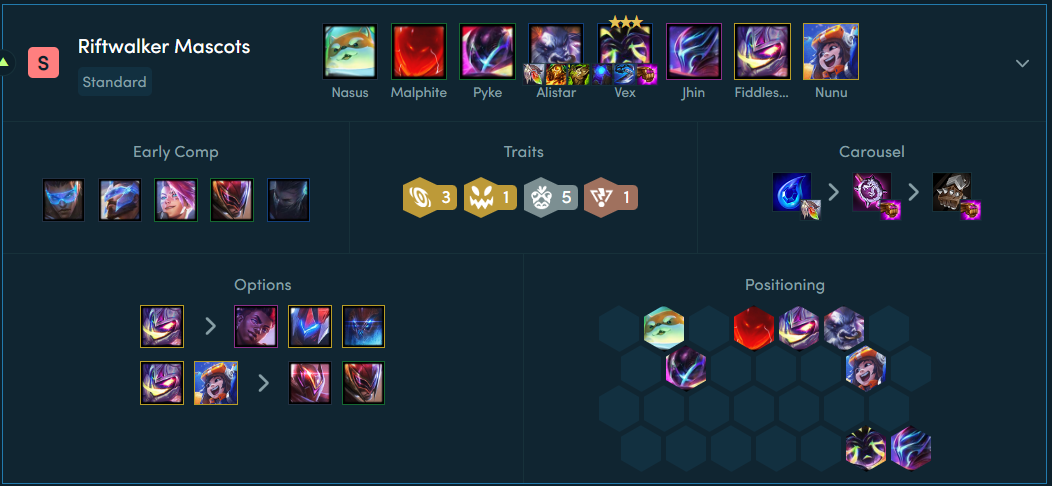 S
Riftwalker Mascots
Standard
Nasus
Malphite
Pyke
Alistar
Vex
Jhin
Fiddles...
Nunu
Early Comp
Traits
Carousel
3
1
5
1
Options
Positioning